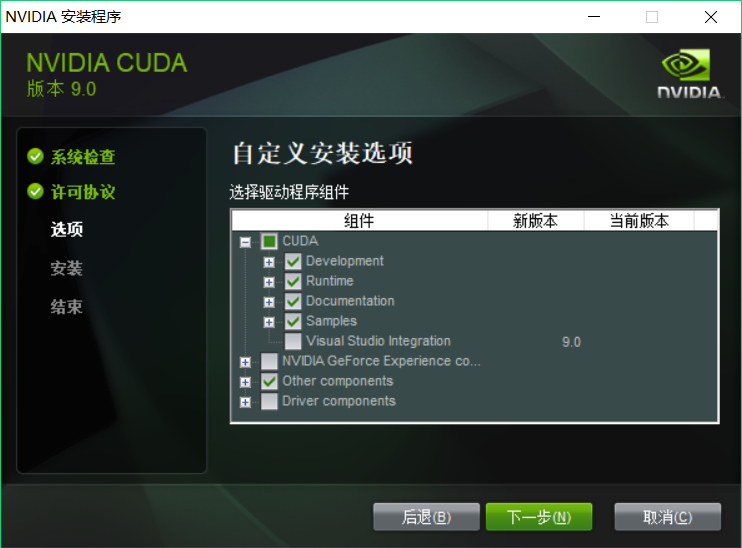 NVIDIA 安装程序
NVIDIA CUDA
版本 9.0
NVIDIA.
系统检查
许可协议
选项
安装
结束
自定义安装选项
选择驱动程序组件
组件 新版本 当前版本
CUDA
Development
Runtime
Documentation
Samples
Visual Studio Integration 9.0
NVIDIA GeForce Experience co...
Other components
Driver components
后退(B) 下一步(N) 取消(C)